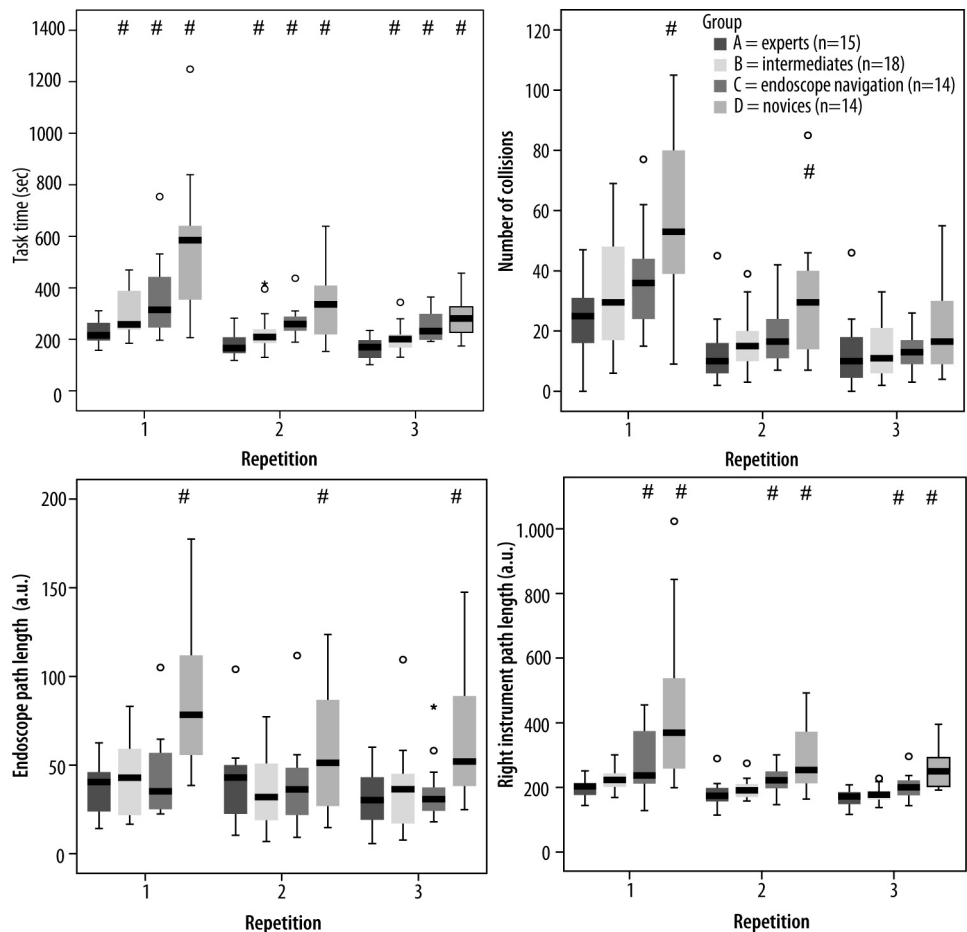 # # # # # # # # #
1400
1200
1000
800
600
400
200
0
Task time (sec)
*
1 2 3
Repetition
Group
A = experts (n=15)
B = intermediates (n=18)
C = endoscope navigation (n=14)
D = novices (n=14)
#
#
120
100
80
60
40
20
0
Number of collisions
1 2 3
Repetition
# # #
200
150
100
50
0
Endoscope path length (a.u.)
*
1 2 3
Repetition
# # # # # #
1.000
800
600
400
200
0
Right instrument path length (a.u.)
1 2 3
Repetition